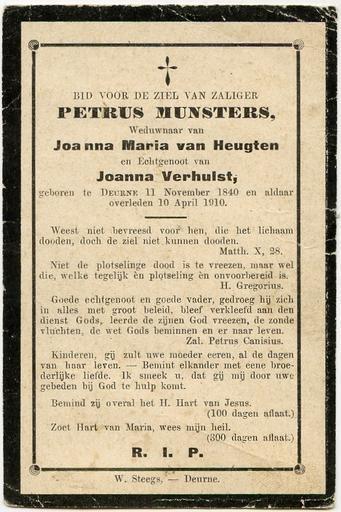 BID VOOR DE ZIEL VAN ZALIGER
PETRUS MUNSTERS,
Weduwnaar van
Joanna Maria van Heugten
en Echtgenoot van
Joanna Verhulst,
geboren te DEURNE 11 November 1840 en aldaar
overleden 10 April 1910.
Weest niet bevreesd voor hen, die het lichaam
dooden, doch de ziel niet kunnen dooden.
Matth. X, 28.
Niet de plotselinge dood is te vreezen, maar wel
die, welke tegelijk en plotseling en onvoorbereid is.
H. Gregorius.
Goede echtgenoot en goede vader, gedroeg hij zich
in alles met groot beleid, bleef verkleefd aan den
dienst Gods, leerde de zijnen God vreezen, de zonde
vluchten, de wet Gods beminnen en er naar leven.
Zal. Petrus Canisius.
Kinderen, gij zult uwe moeder eeren, al de dagen
van haar leven. — Bemint elkander met eene broe-
derlijke liefde. Ik smeek u, dat gij mij door uwe
gebeden bij God te hulp komt.
Bemind zij overal het H. Hart van Jesus.
(100 dagen aflaat.)
Zoet Hart van Maria, wees mijn heil.
(300 dagen aflaat.)
R. I. P.
W. Steegs, — Deurne.